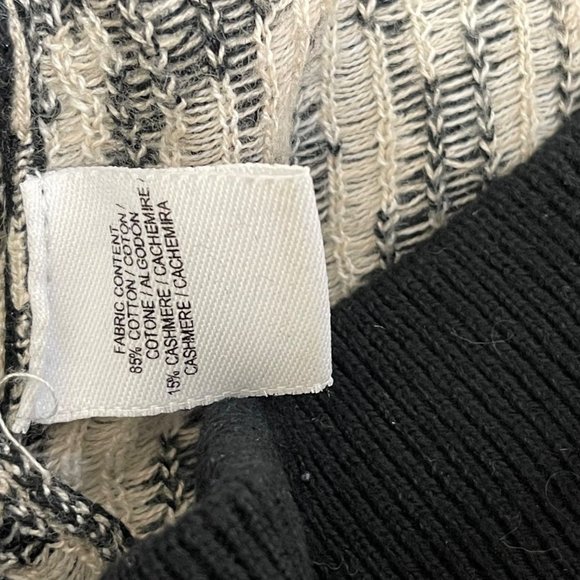 FABRIC CONTENT
85% COTTON / COTON /
COTONE / ALGODÓN
15% CASHMERE / CACHEMIRE /
CASHMERE / CACHEMIRA